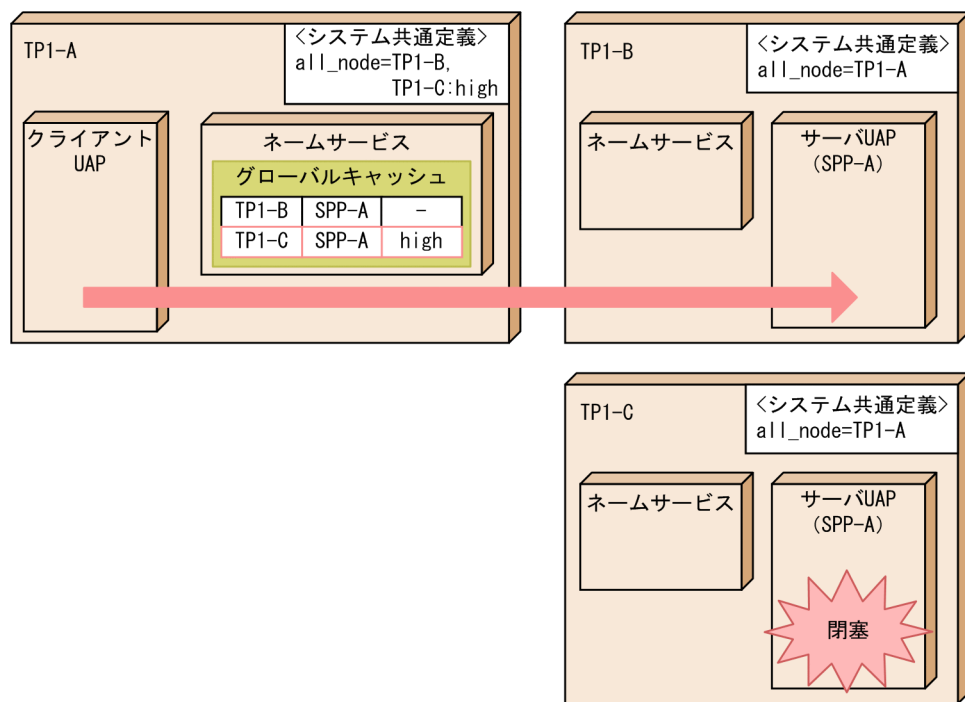 TP1-A
<システム共通定義>
all_node=TP1-B,
TP1-C:high
クライアント
UAP
ネームサービス
グローバルキャッシュ
TP1-B SPP-A -
TP1-C SPP-A high
TP1-B
<システム共通定義>
all_node=TP1-A
ネームサービス
サーバUAP
(SPP-A)
TP1-C
<システム共通定義>
all_node=TP1-A
ネームサービス
サーバUAP
(SPP-A)
閉塞